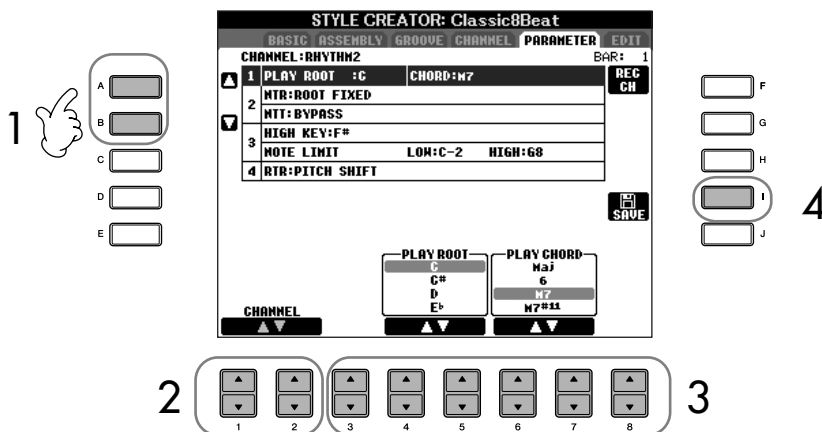 STYLE CREATOR: Classic8Beat
BASIC ASSEMBLY GROOVE CHANNEL PARAMETER EDIT
CHANNEL:RHYTHM2 BAR: 1
1 PLAY ROOT :C CHORD:M7 REC CH
2 NTR:ROOT FIXED
NTT:BYPASS
3 HIGH KEY:F#
NOTE LIMIT LOW:C-2 HIGH:G8
4 RTR:PITCH SHIFT
SAVE
PLAY ROOT PLAY CHORD
C Maj
C# 6
D M7
E♭ M7#11
CHANNEL
A
B
C
D
E
F
G
H
I
J
1
4
2
3
1 2 3 4 5 6 7 8